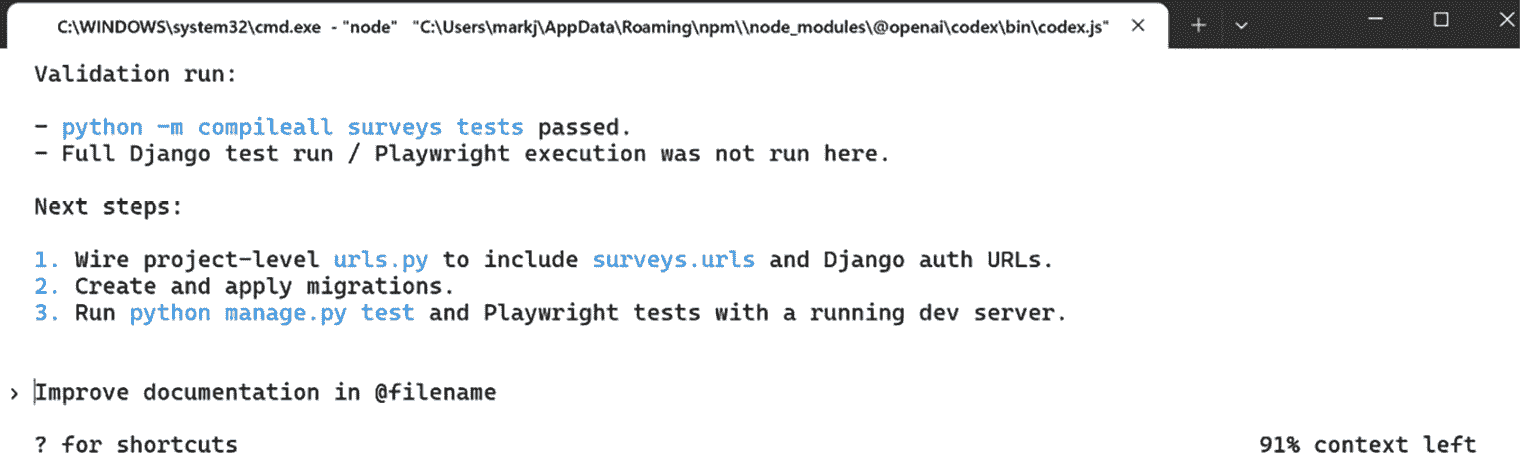 C:\WINDOWS\system32\cmd.exe - "node" "C:\Users\markj\AppData\Roaming\npm\\node_modules\@openai\codex\bin\codex.js"
Validation run:
- python -m compileall surveys tests passed.
- Full Django test run / Playwright execution was not run here.
Next steps:
1. Wire project-level urls.py to include surveys.urls and Django auth URLs.
2. Create and apply migrations.
3. Run python manage.py test and Playwright tests with a running dev server.
› Improve documentation in @filename
? for shortcuts 91% context left